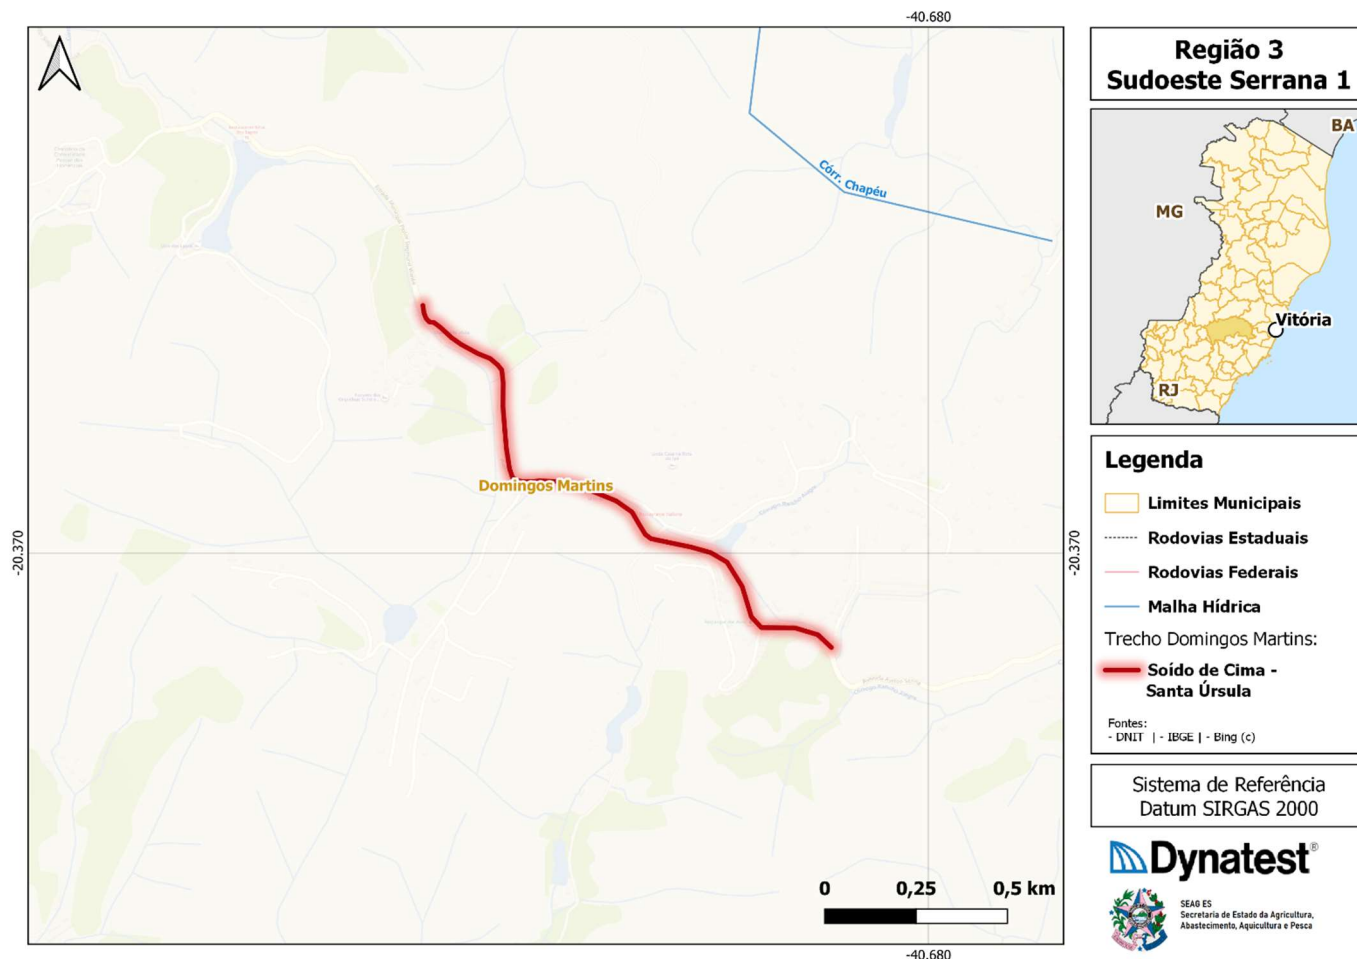 -40.680
Região 3
Sudoeste Serrana 1
BA
MG
Vitória
RJ
Córr. Chapéu
Domingos Martins
-20.370
-20.370
Legenda
Limites Municipais
Rodovias Estaduais
Rodovias Federais
Malha Hídrica
Trecho Domingos Martins:
Soído de Cima -
Santa Úrsula
Fontes:
- DNIT | - IBGE | - Bing (c)
Sistema de Referência
Datum SIRGAS 2000
0 0,25 0,5 km
Dynatest®
SEAG ES
Secretaria de Estado da Agricultura,
Abastecimento, Aquicultura e Pesca
-40.680